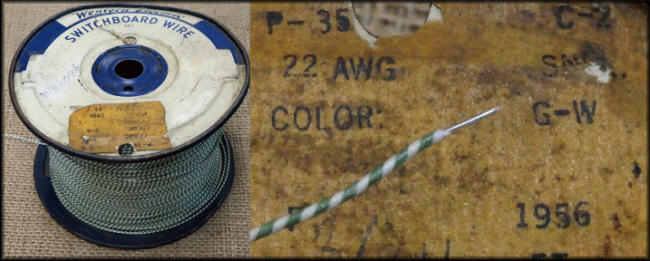 Western Electric
SWITCHBOARD WIRE
P-35 C-2
22 AWG
COLOR: G-W
1956